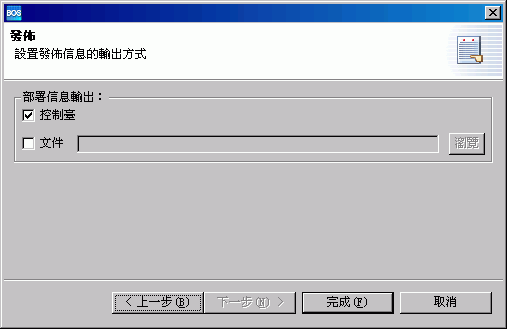 BOS
發佈
設置發佈信息的輸出方式
部署信息輸出：
控制臺
文件
瀏覽
< 上一步(B)
下一步(N) >
完成(F)
取消